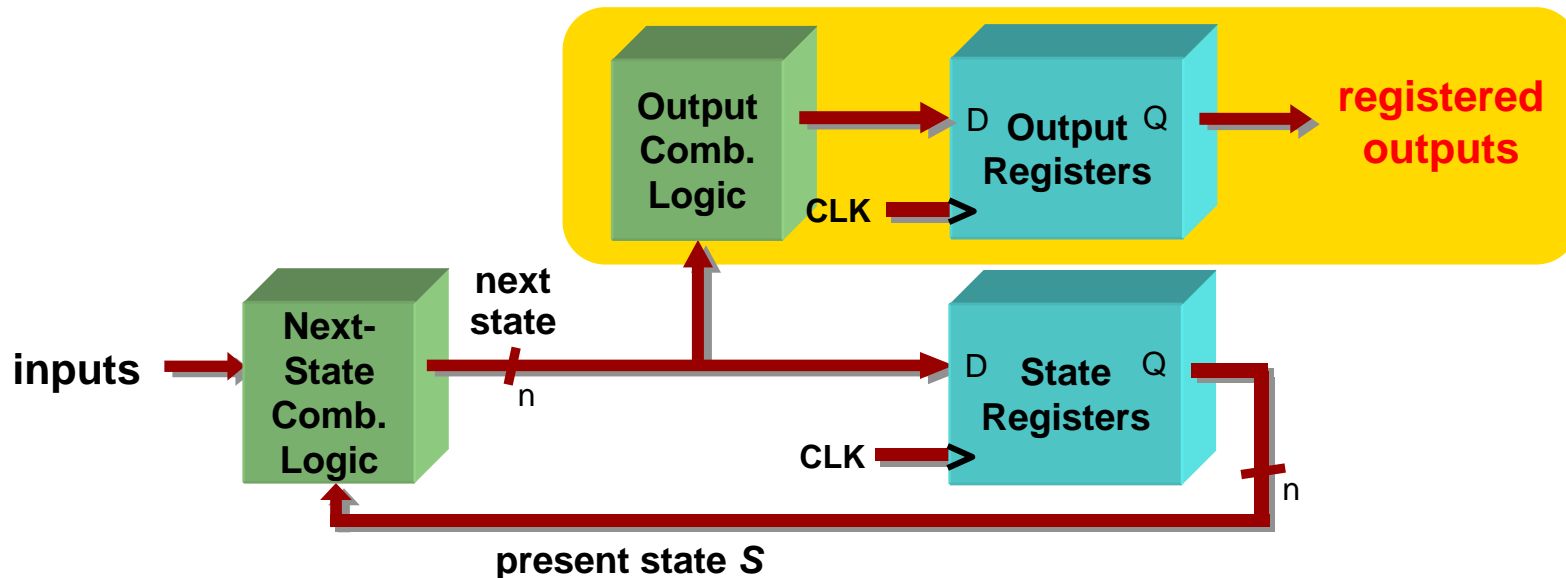 Output
Comb.
Logic
D
Output
Registers
Q
CLK
registered
outputs
inputs
Next-
State
Comb.
Logic
next
state
n
D
State
Registers
Q
CLK
n
present state S